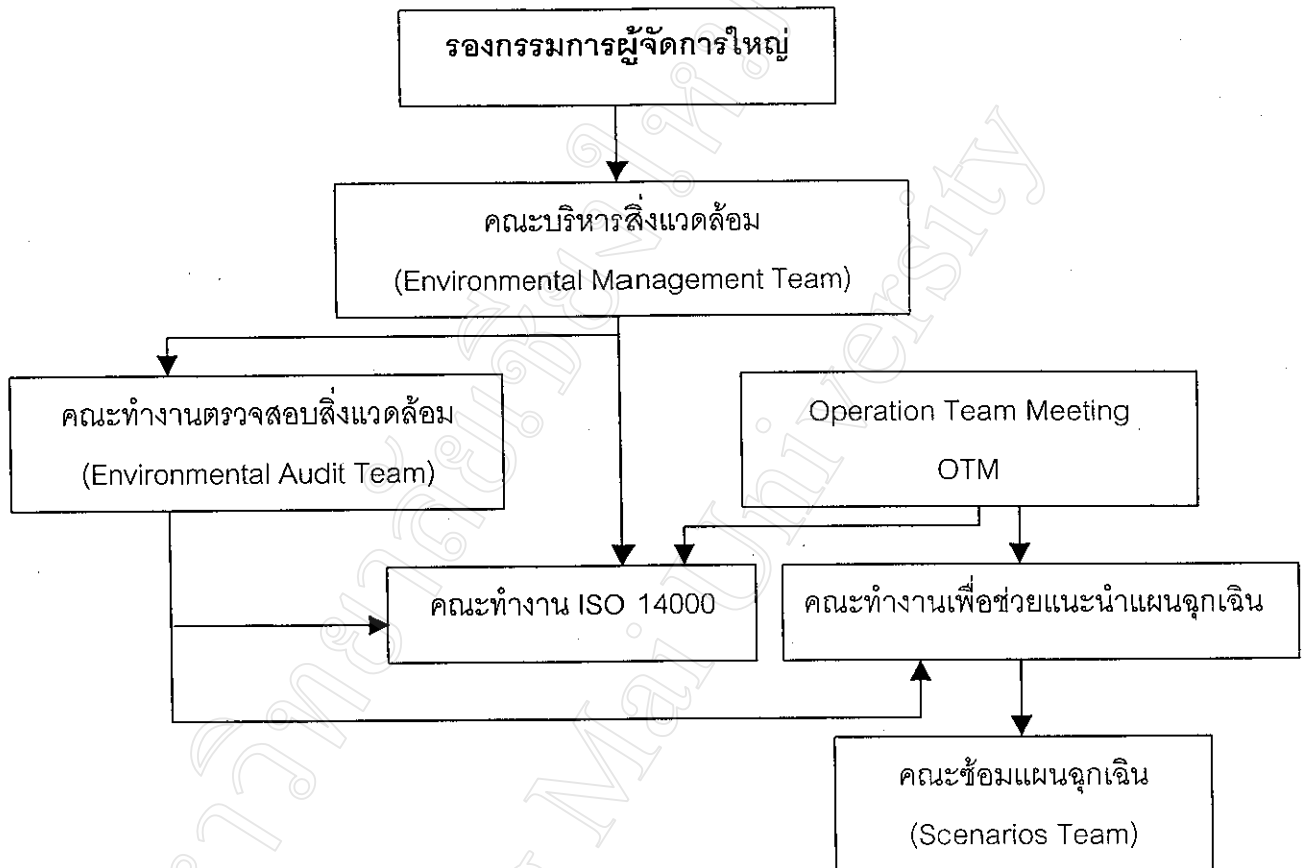 รองกรรมการผู้จัดการใหญ่
คณะบริหารสิ่งแวดล้อม
(Environmental Management Team)
คณะทำงานตรวจสอบสิ่งแวดล้อม
(Environmental Audit Team)
Operation Team Meeting
OTM
คณะทำงาน ISO 14000
คณะทำงานเพื่อช่วยแนะนำแผนฉุกเฉิน
คณะซ้อมแผนฉุกเฉิน
(Scenarios Team)
Mai University